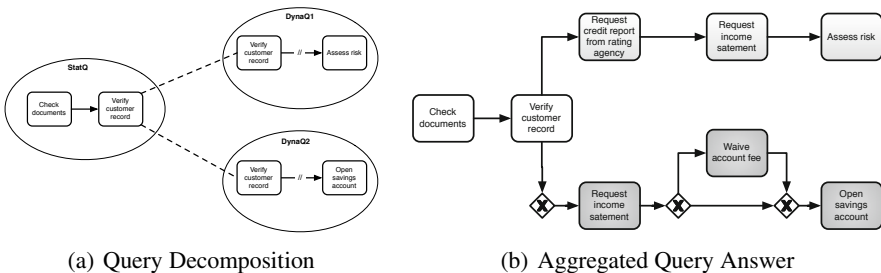 DynaQ1
Verify
customer
record
//
Assess risk
StatQ
Check
documents
Verify
customer
record
DynaQ2
Verify
customer
record
//
Open
savings
account
(a) Query Decomposition
Request
credit report
from rating
agency
Request
income
satement
Assess risk
Check
documents
Verify
customer
record
Waive
account fee
X
Request
income
satement
X
X
Open
savings
account
(b) Aggregated Query Answer